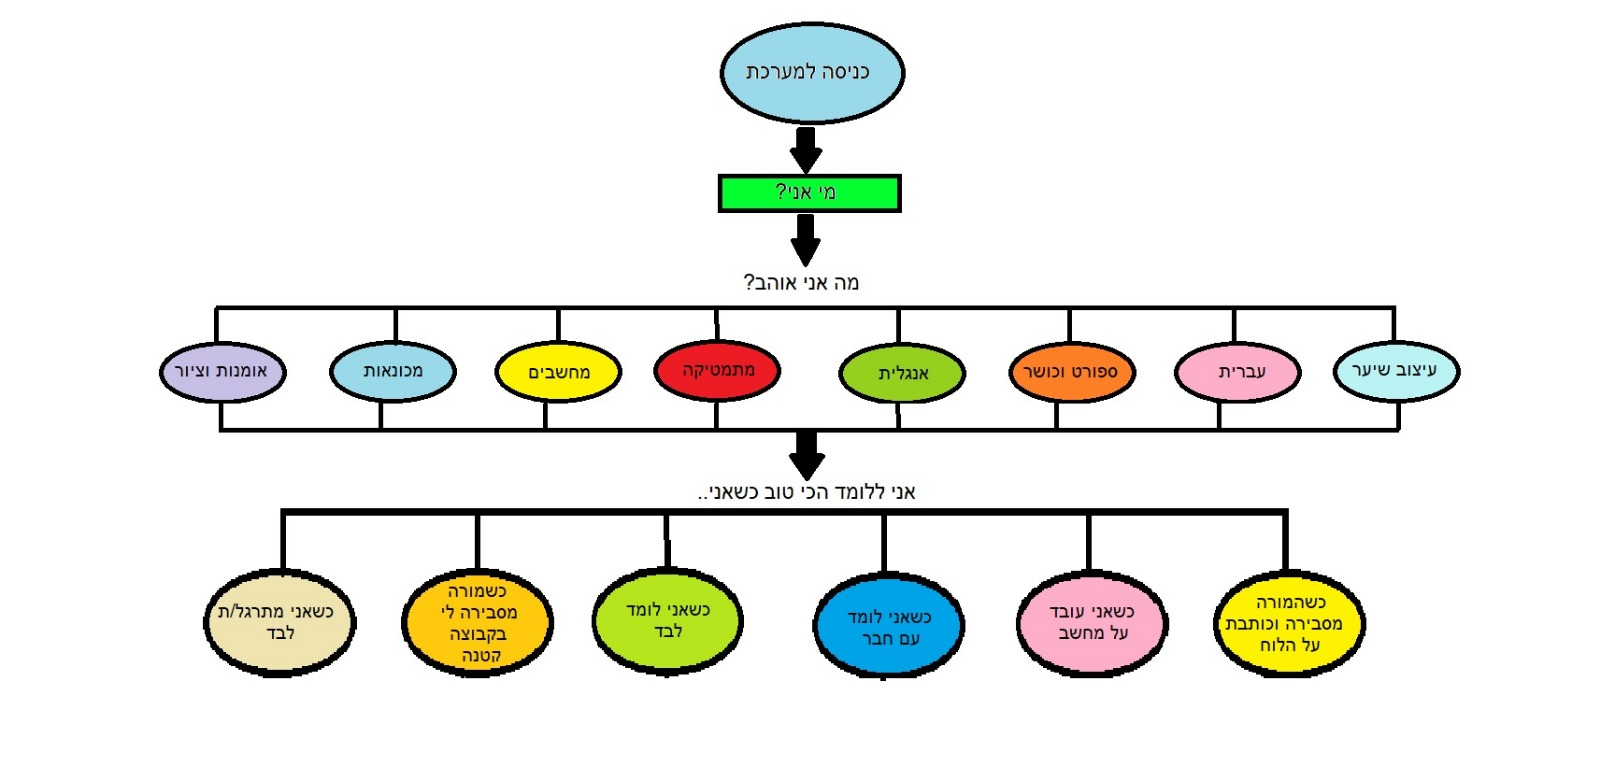 כניסה למערכת
מי אני?
מה אני אוהב?
עיצוב שיער
עברית
ספורט וכושר
אנגלית
מתמטיקה
מחשבים
מכונאות
אומנות וציור
אני ללומד הכי טוב כשאני..
כשהמורה
מסבירה וכותבת
על הלוח
כשאני עובד
על מחשב
כשאני לומד
עם חבר
כשאני לומד
לבד
כשמורה
מסבירה לי
בקבוצה
קטנה
כשאני מתרגל/ת
לבד